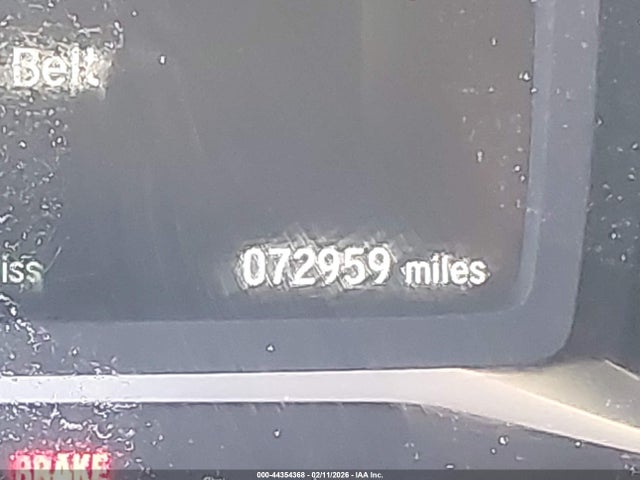 Belt
072959 miles
iss
BRAKE
000-44354368 - 02/11/2026 - IAA Inc.